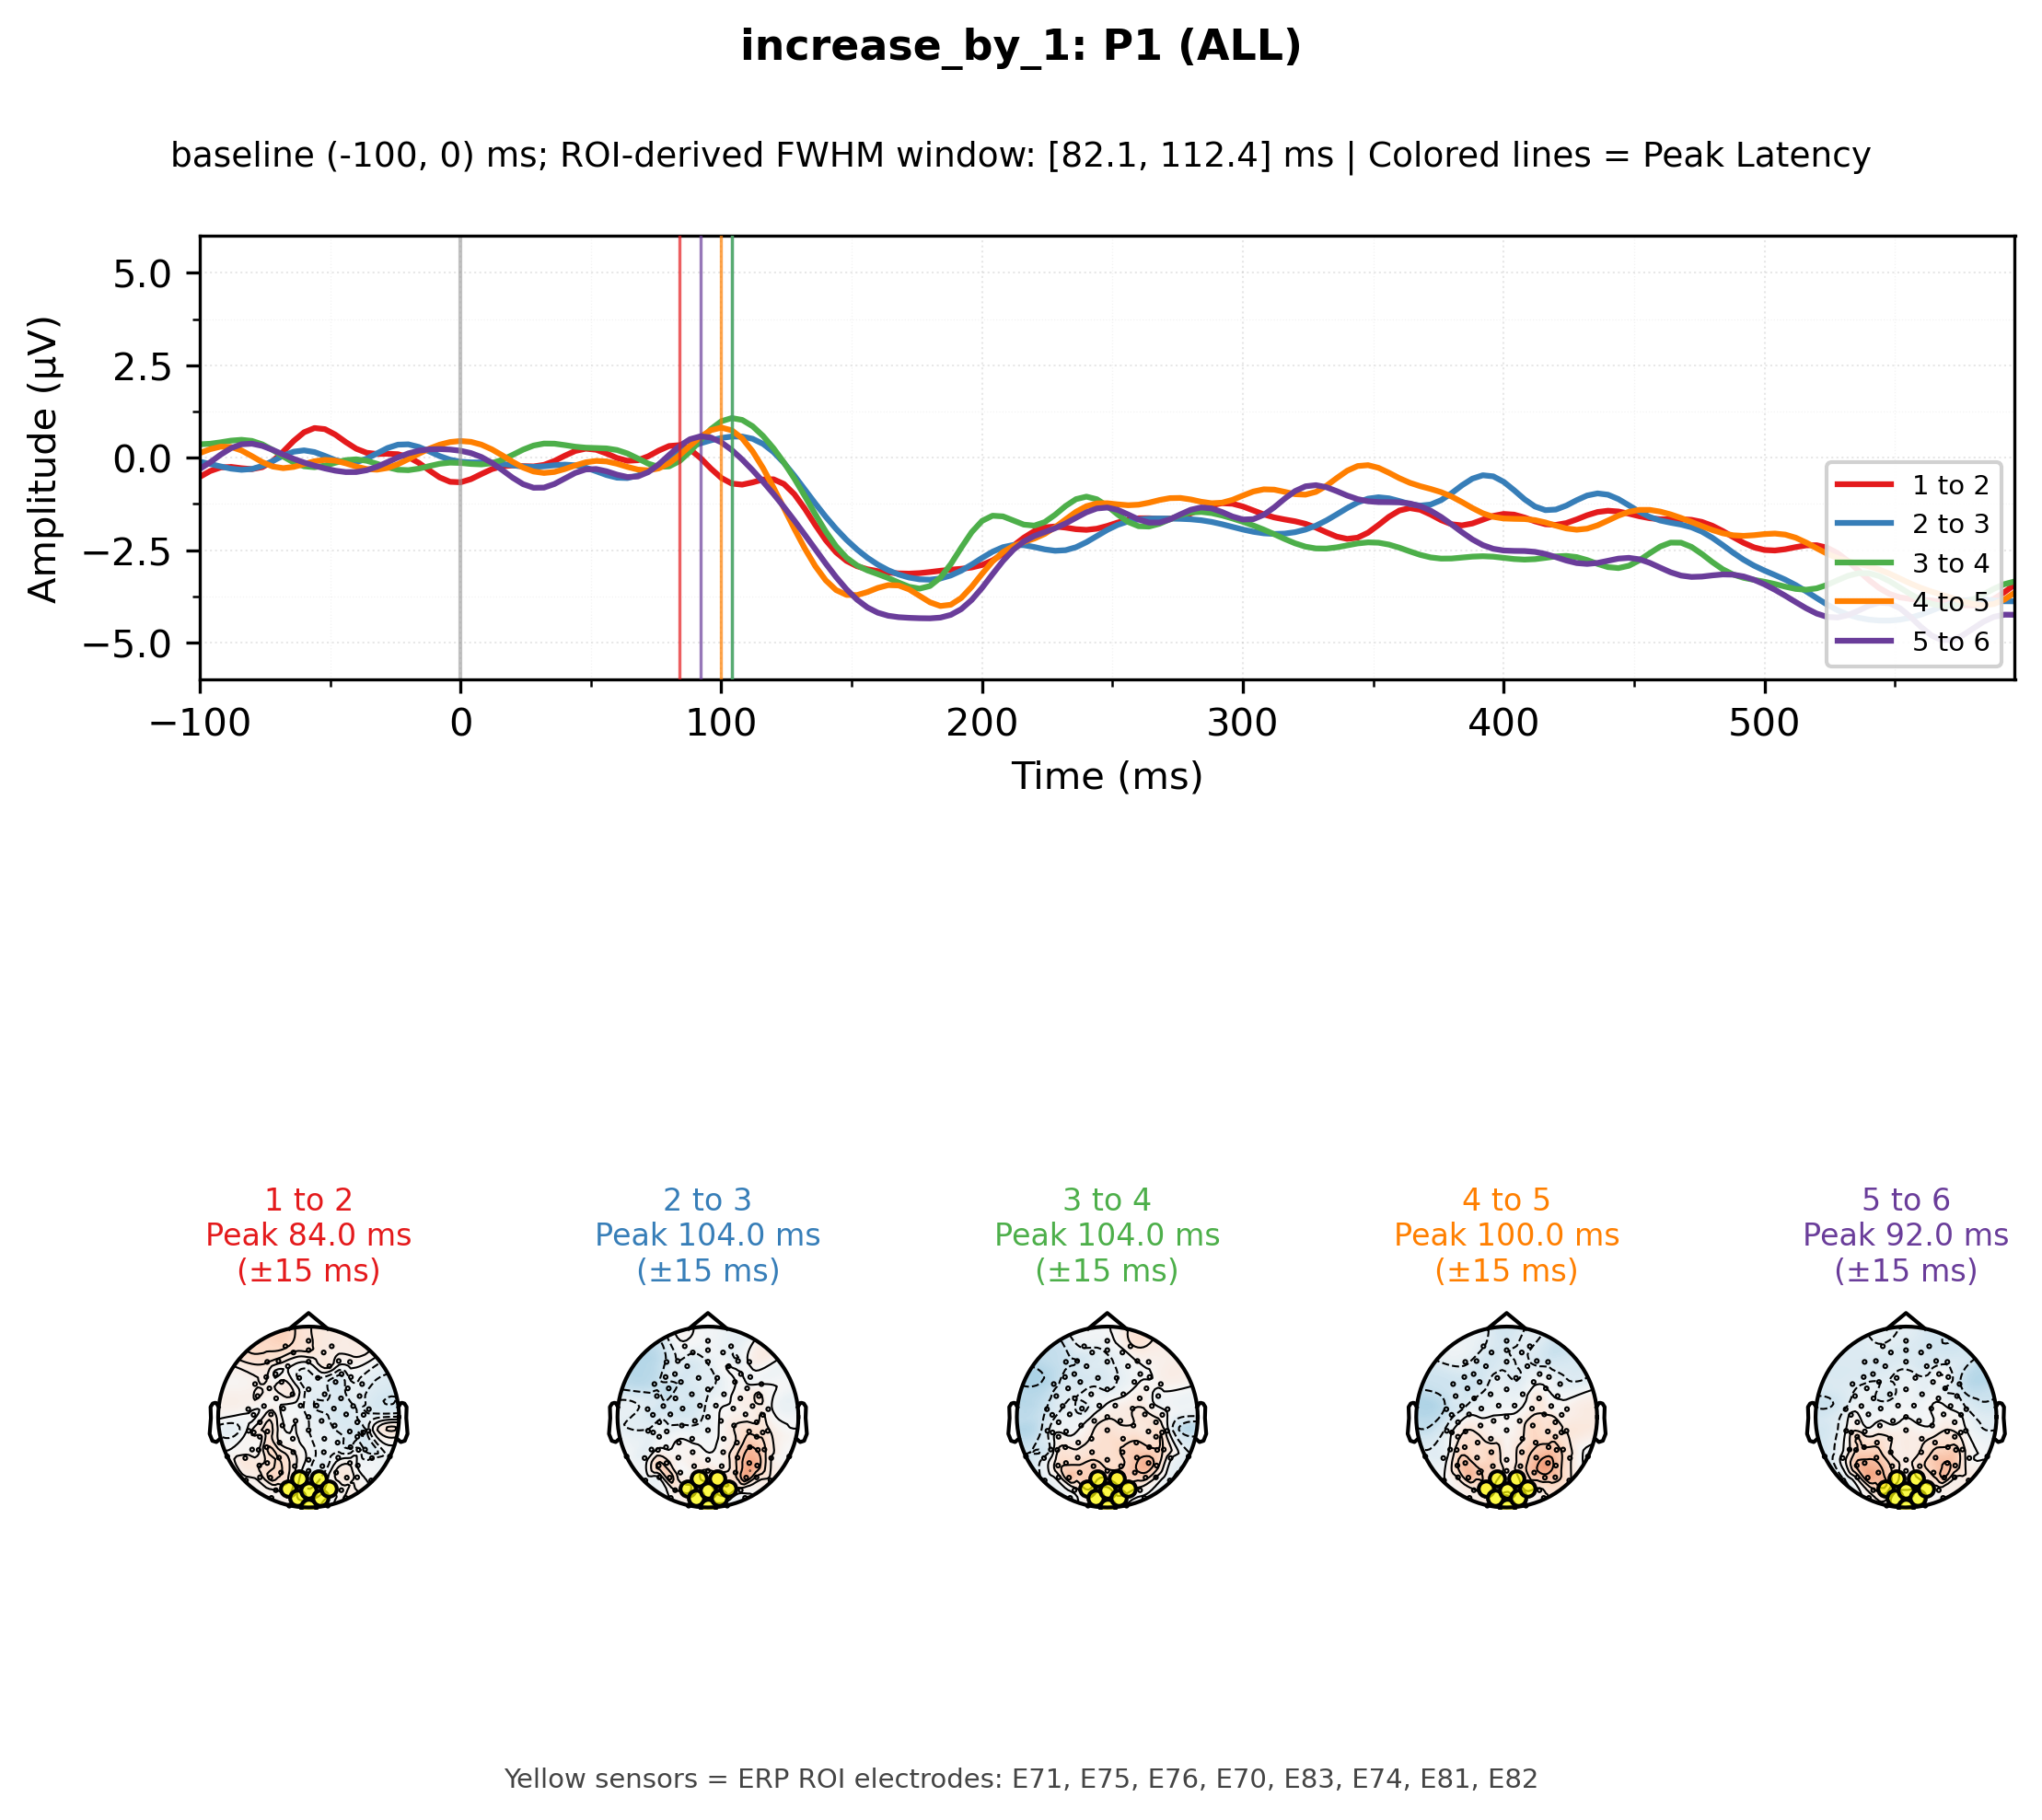 increase_by_1: P1 (ALL)
baseline (-100, 0) ms; ROI-derived FWHM window: [82.1, 112.4] ms | Colored lines = Peak Latency
Amplitude (µV)
5.0
2.5
0.0
−2.5
−5.0
−100
0
100
200
300
400
500
Time (ms)
1 to 2
2 to 3
3 to 4
4 to 5
5 to 6
1 to 2
Peak 84.0 ms
(±15 ms)
2 to 3
Peak 104.0 ms
(±15 ms)
3 to 4
Peak 104.0 ms
(±15 ms)
4 to 5
Peak 100.0 ms
(±15 ms)
5 to 6
Peak 92.0 ms
(±15 ms)
Yellow sensors = ERP ROI electrodes: E71, E75, E76, E70, E83, E74, E81, E82